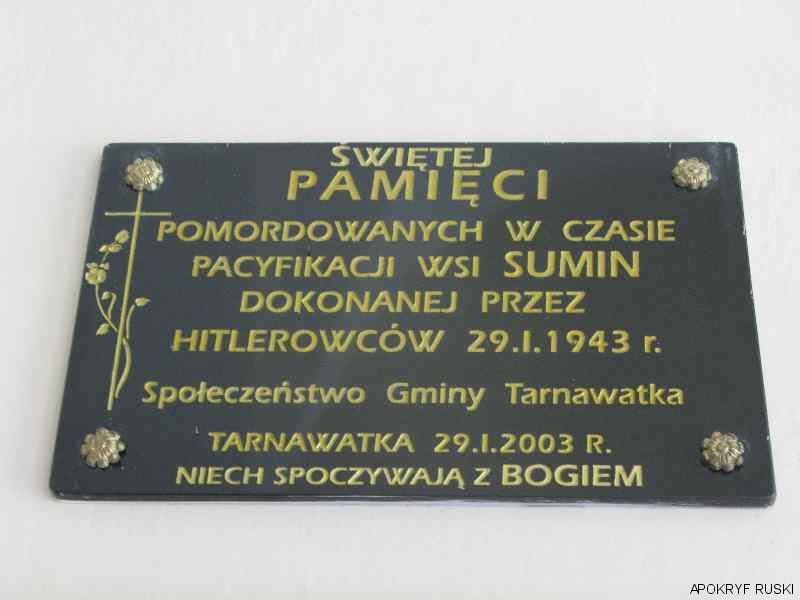 ŚWIĘTEJ
PAMIĘCI
POMORDOWANYCH W CZASIE
PACYFIKACJI WSI SUMIN
DOKONANEJ PRZEZ
HITLEROWCÓW 29.I.1943 r.
Społeczeństwo Gminy Tarnawatka
TARNAWATKA 29.I.2003 R.
NIECH SPOCZYWAJĄ Z BOGIEM
APOKRYF RUSKI